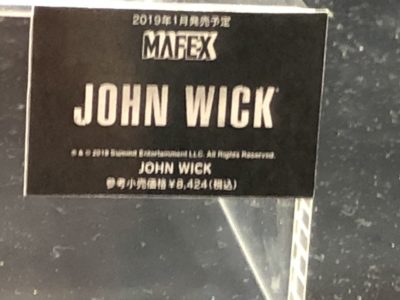 2019年1月発売予定
MAFEX
JOHN WICK
® & © 2018 Summit Entertainment LLC. All Rights Reserved.
JOHN WICK
参考小売価格¥8,424(税込)